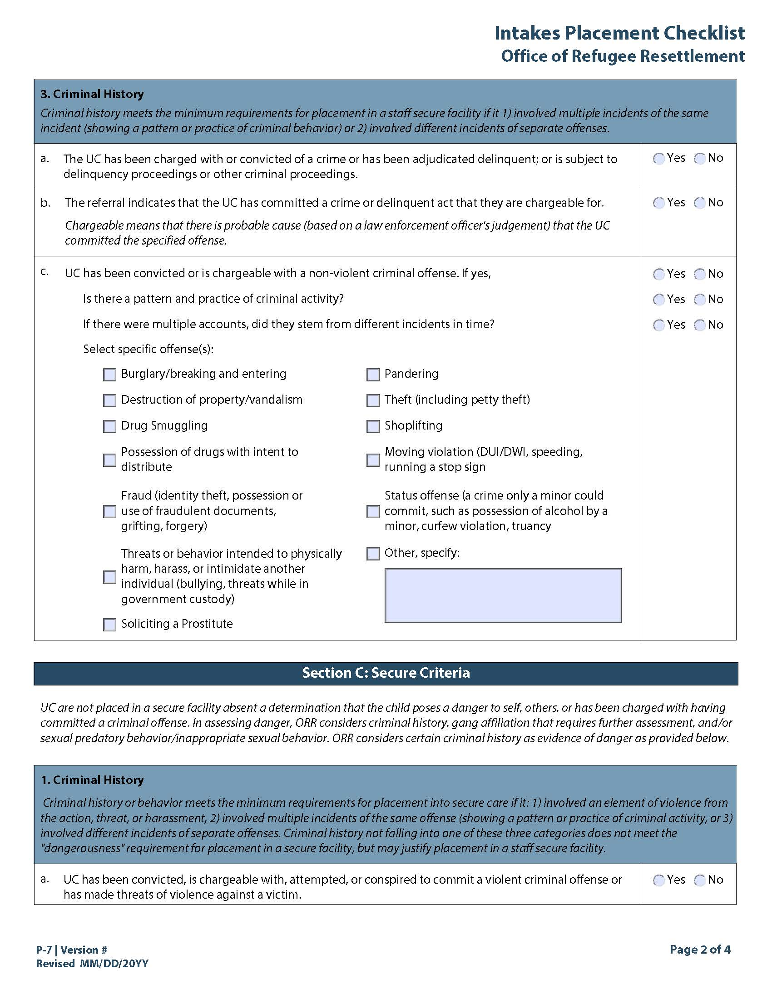 Intakes Placement Checklist
Office of Refugee Resettlement
3. Criminal History
Criminal history meets the minimum requirements for placement in a staff secure facility if it 1) involved multiple incidents of the same
incident (showing a pattern or practice of criminal behavior) or 2) involved different incidents of separate offenses.
a. The UC has been charged with or convicted of a crime or has been adjudicated delinquent; or is subject to
delinquency proceedings or other criminal proceedings.
Yes No
b. The referral indicates that the UC has committed a crime or delinquent act that they are chargeable for.
Yes No
Chargeable means that there is probable cause (based on a law enforcement officer's judgement) that the UC
committed the specified offense.
c. UC has been convicted or is chargeable with a non-violent criminal offense. If yes,
Yes No
Is there a pattern and practice of criminal activity?
Yes No
If there were multiple accounts, did they stem from different incidents in time?
Yes No
Select specific offense(s):
Burglary/breaking and entering
Destruction of property/vandalism
Drug Smuggling
Possession of drugs with intent to
distribute
Fraud (identity theft, possession or
use of fraudulent documents,
grifting, forgery)
Threats or behavior intended to physically
harm, harass, or intimidate another
individual (bullying, threats while in
government custody)
Soliciting a Prostitute
Pandering
Theft (including petty theft)
Shoplifting
Moving violation (DUI/DWI, speeding,
running a stop sign
Status offense (a crime only a minor could
commit, such as possession of alcohol by a
minor, curfew violation, truancy
Other, specify:
Section C: Secure Criteria
UC are not placed in a secure facility absent a determination that the child poses a danger to self, others, or has been charged with having
committed a criminal offense. In assessing danger, ORR considers criminal history, gang affiliation that requires further assessment, and/or
sexual predatory behavior/inappropriate sexual behavior. ORR considers certain criminal history as evidence of danger as provided below.
1. Criminal History
Criminal history or behavior meets the minimum requirements for placement into secure care if it: 1) involved an element of violence from
the action, threat, or harassment, 2) involved multiple incidents of the same offense (showing a pattern or practice of criminal activity, or 3)
involved different incidents of separate offenses. Criminal history not falling into one of these three categories does not meet the
"dangerousness" requirement for placement in a secure facility, but may justify placement in a staff secure facility.
a. UC has been convicted, is chargeable with, attempted, or conspired to commit a violent criminal offense or
has made threats of violence against a victim.
Yes No
P-7 | Version #
Revised MM/DD/20YY
Page 2 of 4